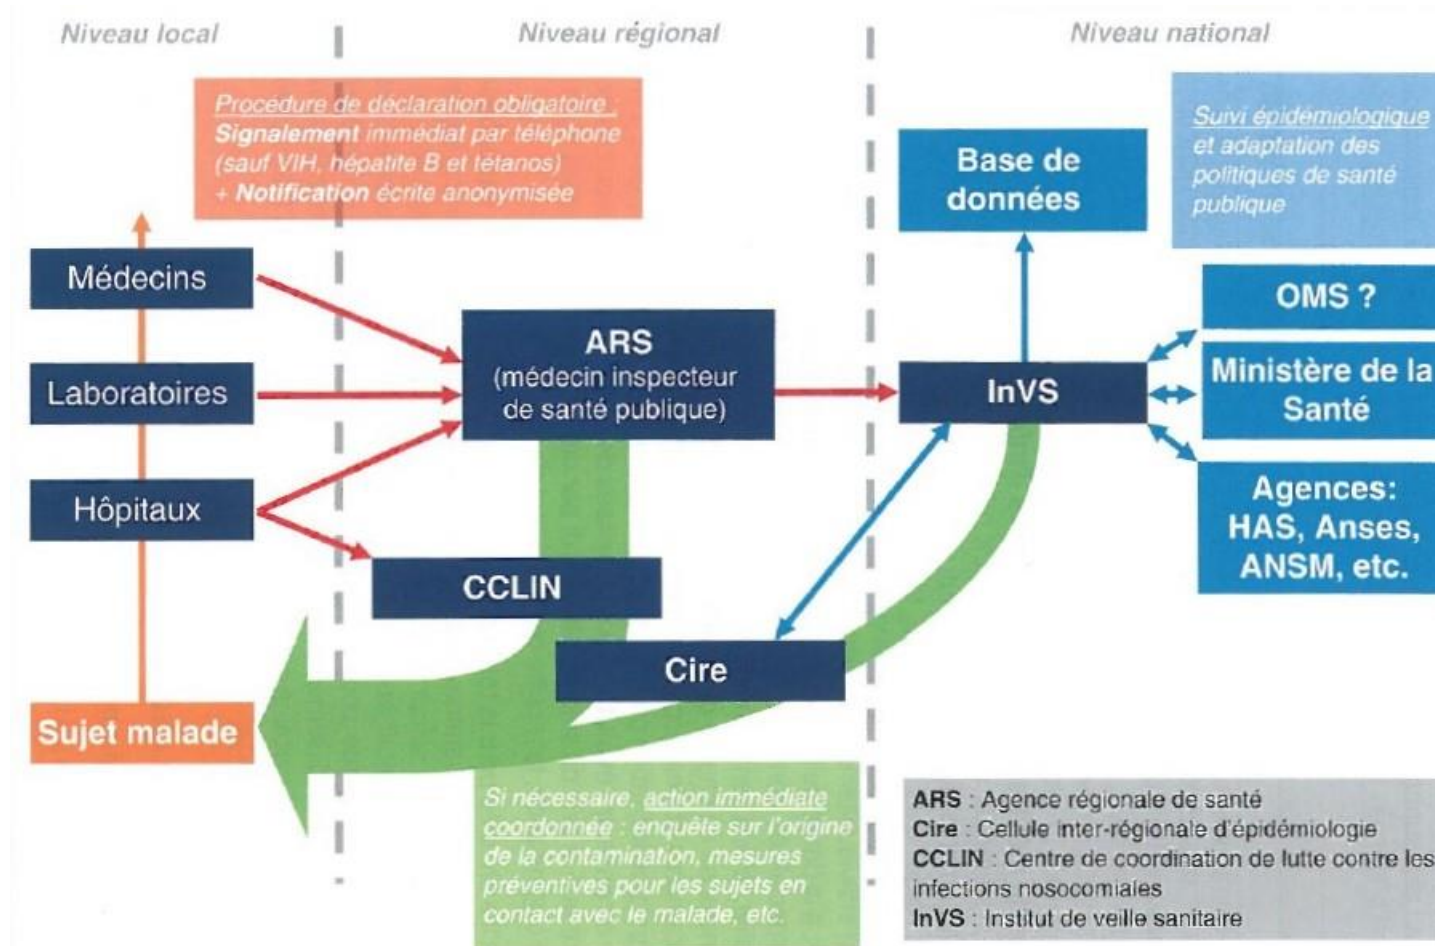 Niveau local
Niveau régional
Niveau national
Procédure de déclaration obligatoire :
Signalement immédiat par téléphone
(sauf VIH, hépatite B et tétanos)
+ Notification écrite anonymisée
Suivi épidémiologique
et adaptation des
politiques de santé
publique
Base de
données
Médecins
Laboratoires
Hôpitaux
Sujet malade
ARS
(médecin inspecteur
de santé publique)
CCLIN
Cire
InVS
OMS ?
Ministère de la
Santé
Agences:
HAS, Anses,
ANSM, etc.
Si nécessaire, action immédiate
coordonnée : enquête sur l'origine
de la contamination, mesures
préventives pour les sujets en
contact avec le malade, etc.
ARS : Agence régionale de santé
Cire : Cellule inter-régionale d'épidémiologie
CCLIN : Centre de coordination de lutte contre les
infections nosocomiales
InVS : Institut de veille sanitaire